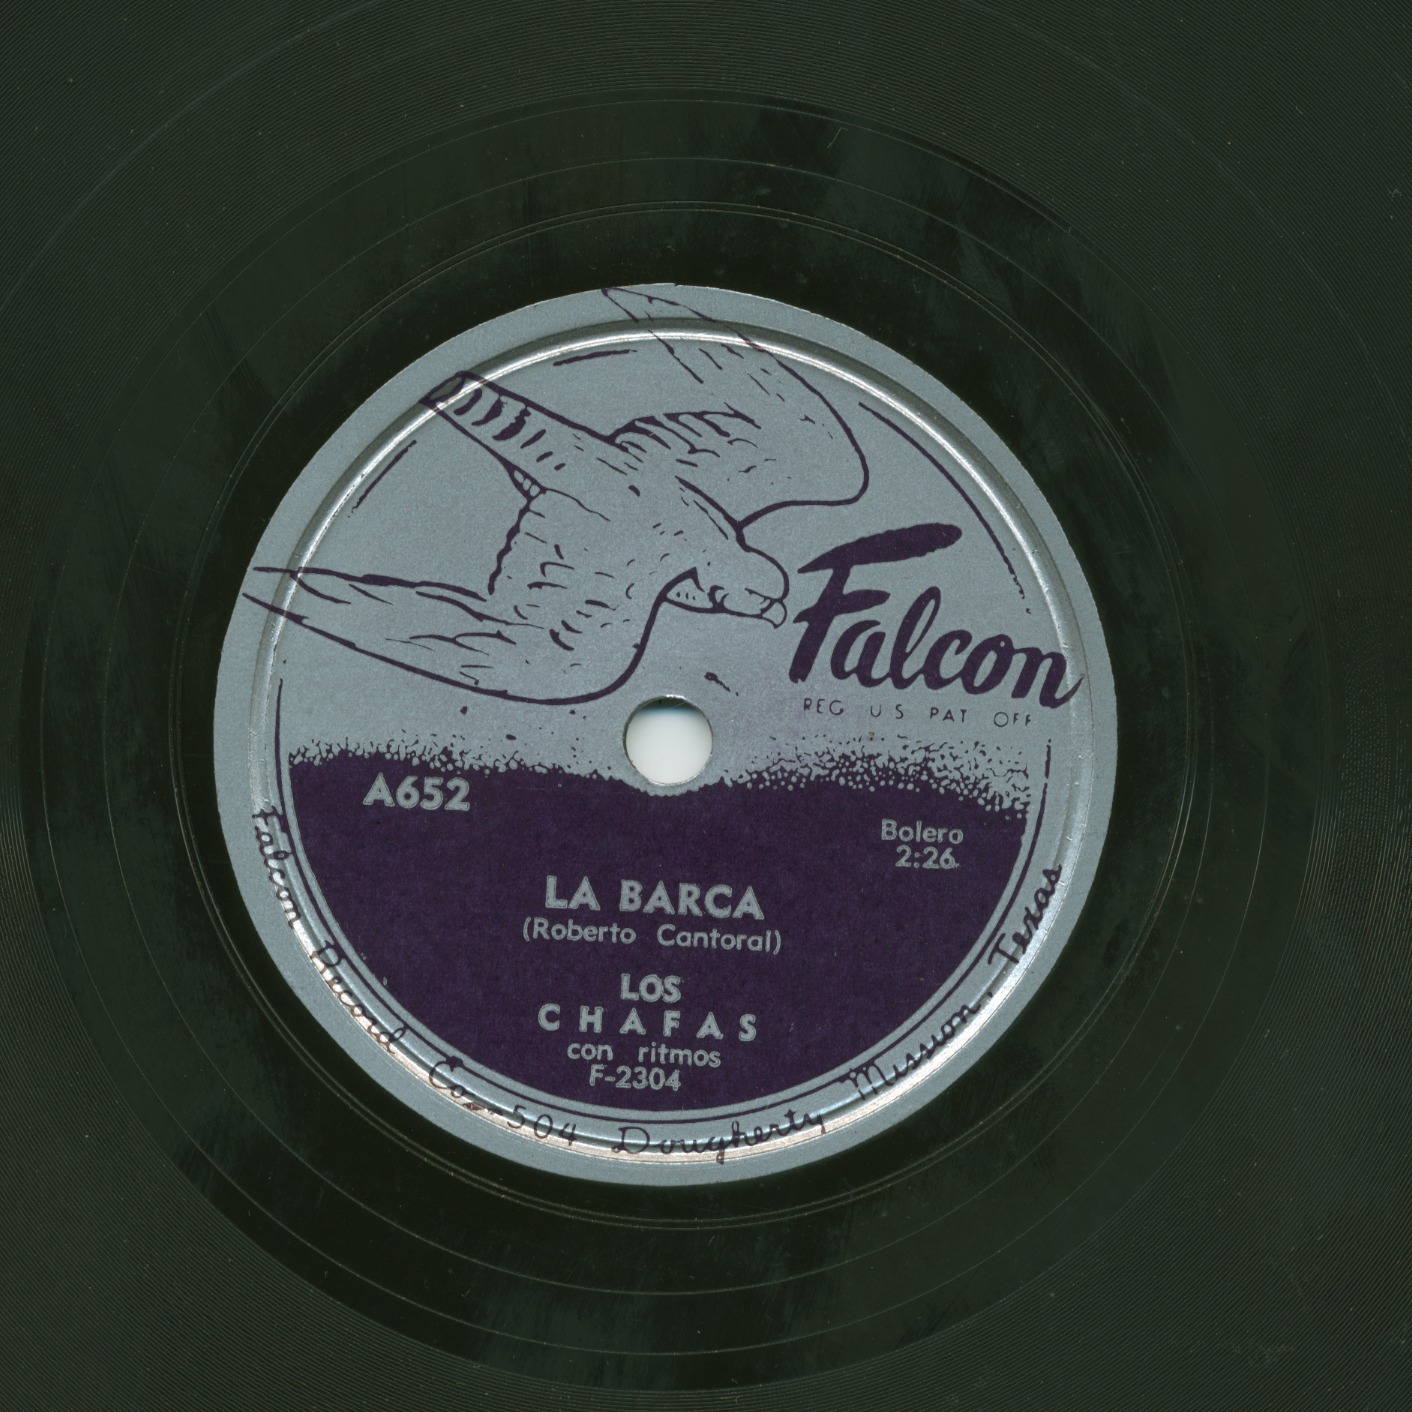 Falcon
REG US PAT OFF
A652
Bolero
2:26
LA BARCA
(Roberto Cantoral)
LOS
CHAFAS
con ritmos
F-2304
Falcon Record Co. 504 Dougherty Mission, Texas